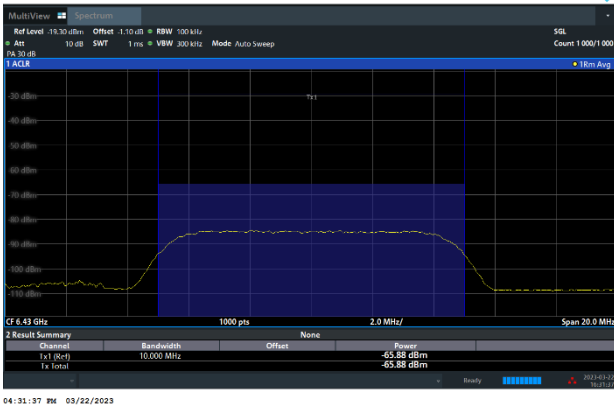 MultiView Spectrum
Ref Level -19.30 dBm Offset -1.10 dB RBW 100 kHz SGL
Att 10 dB SWT 1 ms VBW 300 kHz Mode Auto Sweep Count 1000/1000
PA 30 dB
1 ACLR 1Rm Avg
-30 dBm
Tx1
-40 dBm
-50 dBm
-60 dBm
-70 dBm
-80 dBm
-90 dBm
-100 dBm
-110 dBm
CF 6.43 GHz 1000 pts 2.0 MHz/ Span 20.0 MHz
2 Result Summary None
Channel Bandwidth Offset Power
Tx1 (Ref) 10.000 MHz -65.88 dBm
Tx Total -65.88 dBm
Ready 2023-03-22
16:31:37
04:31:37 PM 03/22/2023